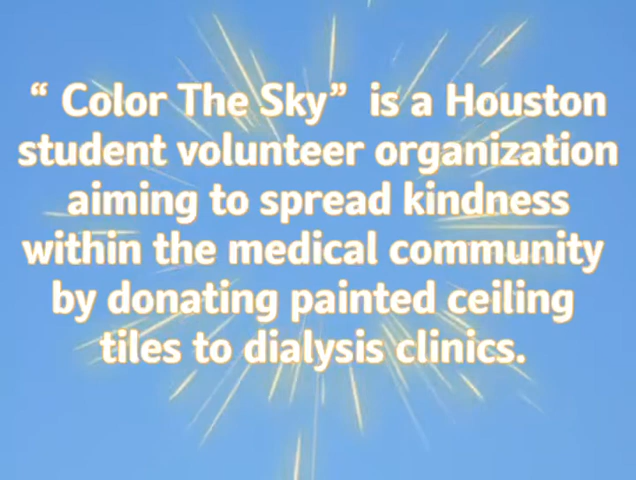 “ Color The Sky” is a Houston
student volunteer organization
aiming to spread kindness
within the medical community
by donating painted ceiling
tiles to dialysis clinics.